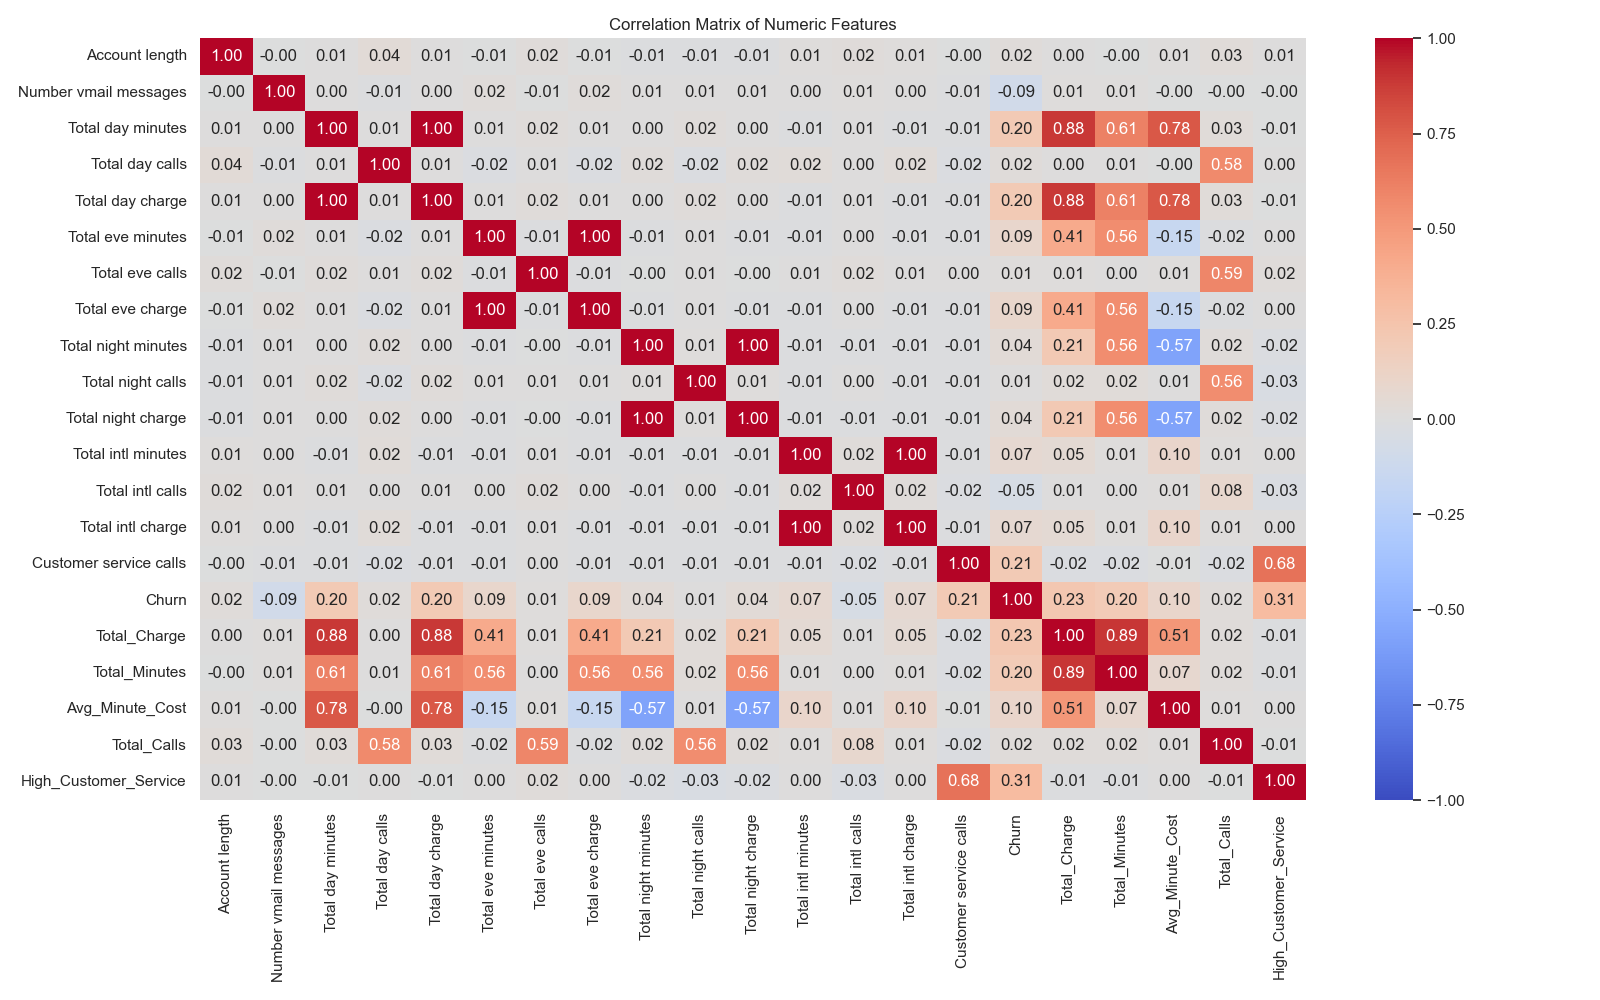 Correlation Matrix of Numeric Features
Account length 1.00 -0.00 0.01 0.04 0.01 -0.01 0.02 -0.01 -0.01 -0.01 -0.01 0.01 0.02 0.01 -0.00 0.02 0.00 -0.00 0.01 0.03 0.01
Number vmail messages -0.00 1.00 0.00 -0.01 0.00 0.02 -0.01 0.02 0.01 0.01 0.01 0.00 0.01 0.00 -0.01 -0.09 0.01 0.01 -0.00 -0.00 -0.00
Total day minutes 0.01 0.00 1.00 0.01 1.00 0.01 0.02 0.01 0.00 0.02 0.00 -0.01 0.01 -0.01 -0.01 0.20 0.88 0.61 0.78 0.03 -0.01
Total day calls 0.04 -0.01 0.01 1.00 0.01 -0.02 0.01 -0.02 0.02 -0.02 0.02 0.02 0.00 0.02 -0.02 0.02 0.00 0.01 -0.00 0.58 0.00
Total day charge 0.01 0.00 1.00 0.01 1.00 0.01 0.02 0.01 0.00 0.02 0.00 -0.01 0.01 -0.01 -0.01 0.20 0.88 0.61 0.78 0.03 -0.01
Total eve minutes -0.01 0.02 0.01 -0.02 0.01 1.00 -0.01 1.00 -0.01 0.01 -0.01 -0.01 0.00 -0.01 -0.01 0.09 0.41 0.56 -0.15 -0.02 0.00
Total eve calls 0.02 -0.01 0.02 0.01 0.02 -0.01 1.00 -0.01 -0.00 0.01 -0.00 0.01 0.02 0.01 0.00 0.01 0.01 0.00 0.01 0.59 0.02
Total eve charge -0.01 0.02 0.01 -0.02 0.01 1.00 -0.01 1.00 -0.01 0.01 -0.01 -0.01 0.00 -0.01 -0.01 0.09 0.41 0.56 -0.15 -0.02 0.00
Total night minutes -0.01 0.01 0.00 0.02 0.00 -0.01 -0.00 -0.01 1.00 0.01 1.00 -0.01 -0.01 -0.01 -0.01 0.04 0.21 0.56 -0.57 0.02 -0.02
Total night calls -0.01 0.01 0.02 -0.02 0.02 0.01 0.01 0.01 0.01 1.00 0.01 -0.01 0.00 -0.01 -0.01 0.01 0.02 0.02 0.01 0.56 -0.03
Total night charge -0.01 0.01 0.00 0.02 0.00 -0.01 -0.00 -0.01 1.00 0.01 1.00 -0.01 -0.01 -0.01 -0.01 0.04 0.21 0.56 -0.57 0.02 -0.02
Total intl minutes 0.01 0.00 -0.01 0.02 -0.01 -0.01 0.01 -0.01 -0.01 -0.01 -0.01 1.00 0.02 1.00 -0.01 0.07 0.05 0.01 0.10 0.01 0.00
Total intl calls 0.02 0.01 0.01 0.00 0.01 0.00 0.02 0.00 -0.01 0.00 -0.01 0.02 1.00 0.02 -0.02 -0.05 0.01 0.00 0.01 0.08 -0.03
Total intl charge 0.01 0.00 -0.01 0.02 -0.01 -0.01 0.01 -0.01 -0.01 -0.01 -0.01 1.00 0.02 1.00 -0.01 0.07 0.05 0.01 0.10 0.01 0.00
Customer service calls -0.00 -0.01 -0.01 -0.02 -0.01 -0.01 0.00 -0.01 -0.01 -0.01 -0.01 -0.01 -0.02 -0.01 1.00 0.21 -0.02 -0.02 -0.01 -0.02 0.68
Churn 0.02 -0.09 0.20 0.02 0.20 0.09 0.01 0.09 0.04 0.01 0.04 0.07 -0.05 0.07 0.21 1.00 0.23 0.20 0.10 0.02 0.31
Total_Charge 0.00 0.01 0.88 0.00 0.88 0.41 0.01 0.41 0.21 0.02 0.21 0.05 0.01 0.05 -0.02 0.23 1.00 0.89 0.51 0.02 -0.01
Total_Minutes -0.00 0.01 0.61 0.01 0.61 0.56 0.00 0.56 0.56 0.02 0.56 0.01 0.00 0.01 -0.02 0.20 0.89 1.00 0.07 0.02 -0.01
Avg_Minute_Cost 0.01 -0.00 0.78 -0.00 0.78 -0.15 0.01 -0.15 -0.57 0.01 -0.57 0.10 0.01 0.10 -0.01 0.10 0.51 0.07 1.00 0.01 0.00
Total_Calls 0.03 -0.00 0.03 0.58 0.03 -0.02 0.59 -0.02 0.02 0.56 0.02 0.01 0.08 0.01 -0.02 0.02 0.02 0.02 0.01 1.00 -0.01
High_Customer_Service 0.01 -0.00 -0.01 0.00 -0.01 0.00 0.02 0.00 -0.02 -0.03 -0.02 0.00 -0.03 0.00 0.68 0.31 -0.01 -0.01 0.00 -0.01 1.00
Account length
Number vmail messages
Total day minutes
Total day calls
Total day charge
Total eve minutes
Total eve calls
Total eve charge
Total night minutes
Total night calls
Total night charge
Total intl minutes
Total intl calls
Total intl charge
Customer service calls
Churn
Total_Charge
Total_Minutes
Avg_Minute_Cost
Total_Calls
High_Customer_Service
1.00
0.75
0.50
0.25
0.00
−0.25
−0.50
−0.75
−1.00